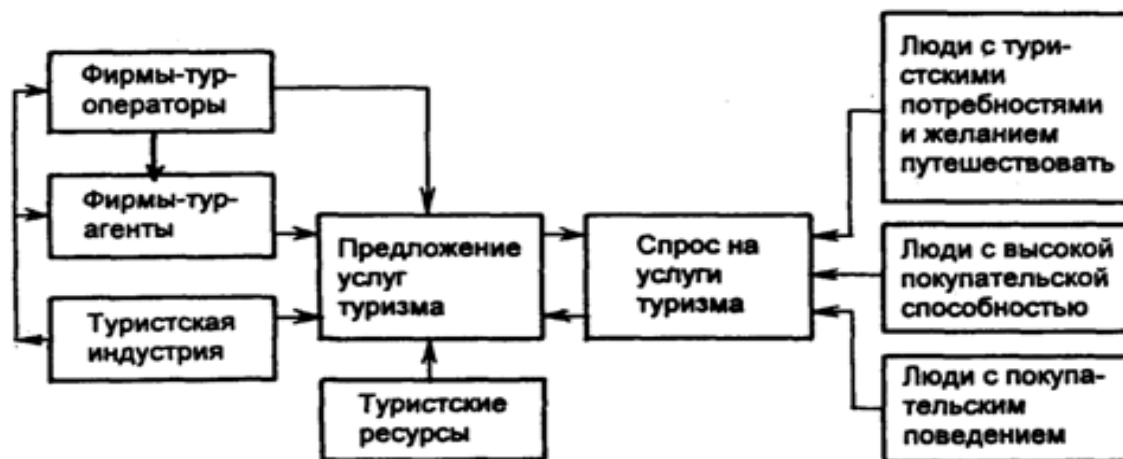 Фирмы-тур-
операторы
Фирмы-тур-
агенты
Туристская
индустрия
Предложение
услуг
туризма
Туристские
ресурсы
Спрос на
услуги
туризма
Люди с тури-
стскими
потребностями
и желанием
путешествовать
Люди с высокой
покупательской
способностью
Люди с покупа-
тельским
поведением